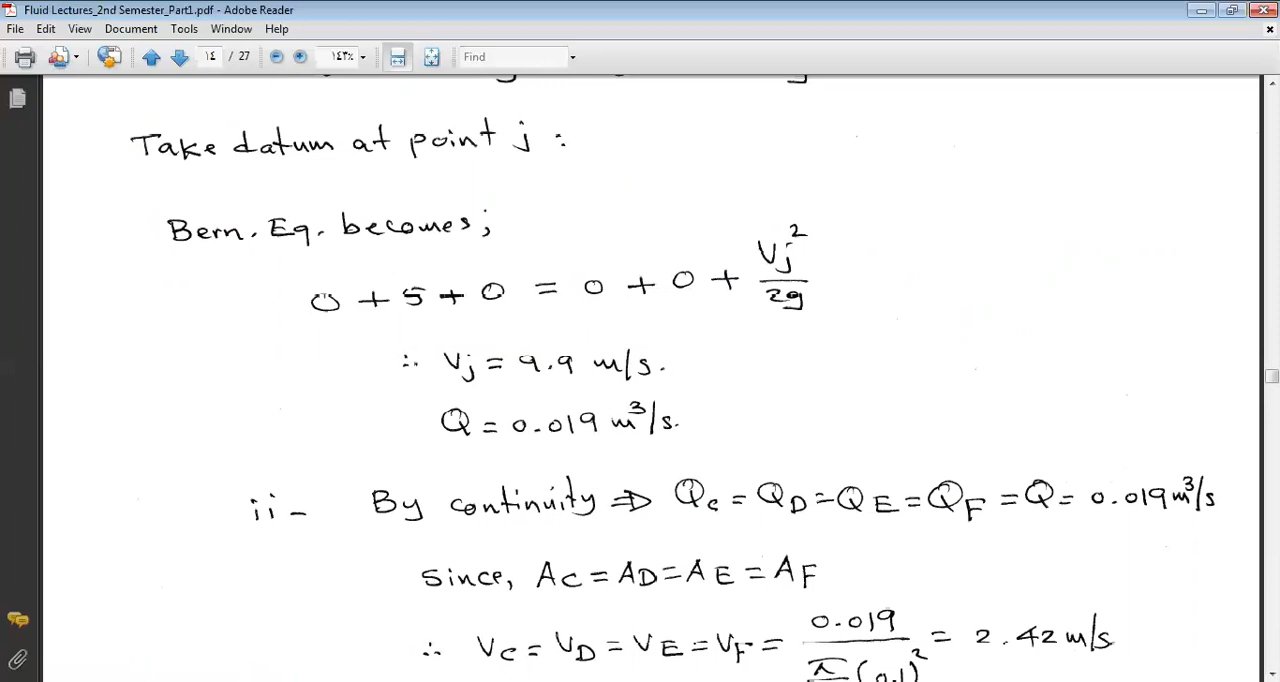 Fluid Lectures_2nd Semester_Part1.pdf - Adobe Reader
File Edit View Document Tools Window Help
١٤ / 27 ١٤٣% Find
Take datum at point j :
Bern. Eq. becomes;
0 + 5 + 0 = 0 + 0 + Vj²/2g
∴ Vj = 9.9 m/s.
Q = 0.019 m³/s.
ii - By continuity ⇒ Qc = QD = QE = QF = Q = 0.019 m³/s
since, Ac = AD = AE = AF
∴ Vc = VD = VE = VF = 0.019 / π (0.1)² = 2.42 m/s